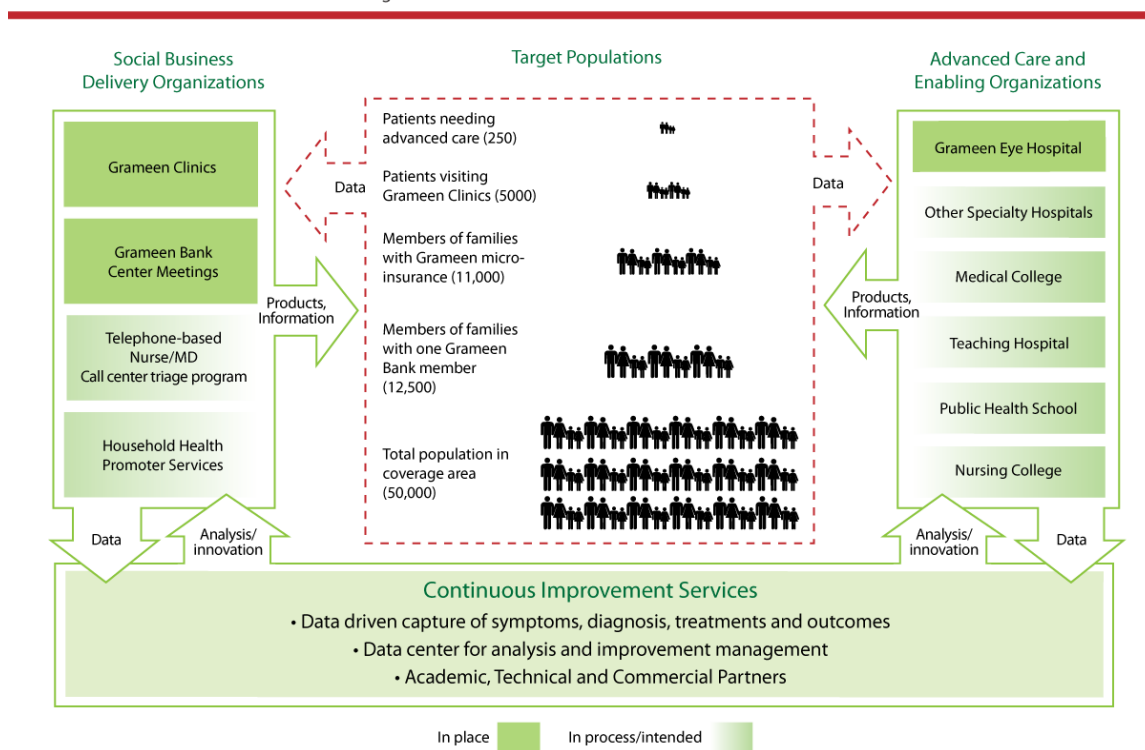 Social Business
Delivery Organizations
Target Populations
Advanced Care and
Enabling Organizations
Grameen Clinics
Grameen Bank
Center Meetings
Telephone-based
Nurse/MD
Call center triage program
Household Health
Promoter Services
Data
Products,
Information
Patients needing
advanced care (250)
Patients visiting
Grameen Clinics (5000)
Members of families
with Grameen micro-
insurance (11,000)
Members of families
with one Grameen
Bank member
(12,500)
Total population in
coverage area
(50,000)
Data
Products,
Information
Grameen Eye Hospital
Other Specialty Hospitals
Medical College
Teaching Hospital
Public Health School
Nursing College
Data
Analysis/
innovation
Analysis/
innovation
Data
Continuous Improvement Services
• Data driven capture of symptoms, diagnosis, treatments and outcomes
• Data center for analysis and improvement management
• Academic, Technical and Commercial Partners
In place
In process/intended